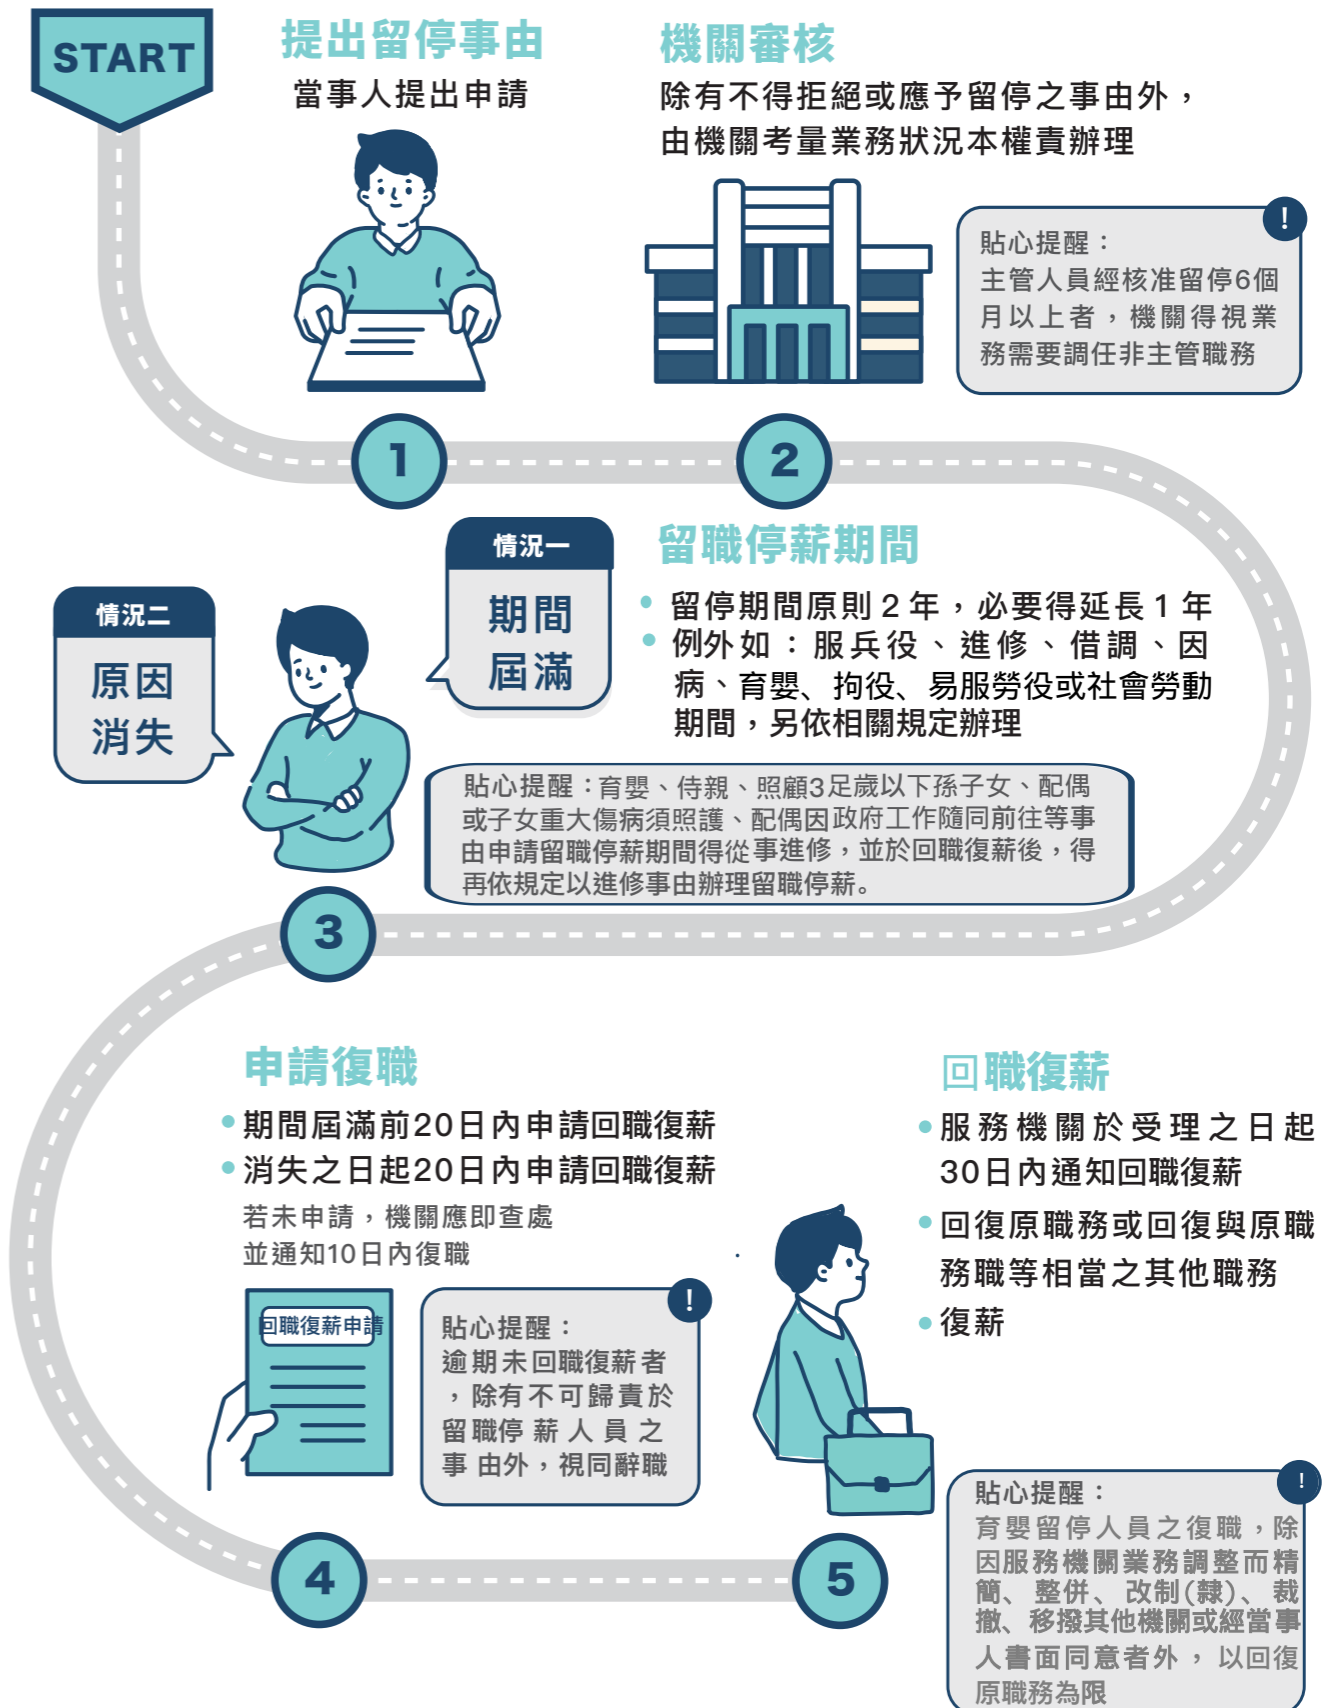 START
提出留停事由
當事人提出申請
機關審核
除有不得拒絕或應予留停之事由外，
由機關考量業務狀況本權責辦理
!
貼心提醒：
主管人員經核准留停6個
月以上者，機關得視業
務需要調任非主管職務
1
2
情況一
期間
屆滿
情況二
原因
消失
留職停薪期間
留停期間原則2年，必要得延長1年
例外如：服兵役、進修、借調、因
病、育嬰、拘役、易服勞役或社會勞動
期間，另依相關規定辦理
貼心提醒：育嬰、侍親、照顧3足歲以下孫子女、配偶
或子女重大傷病須照護、配偶因政府工作隨同前往等事
由申請留職停薪期間得從事進修，並於回職復薪後，得
再依規定以進修事由辦理留職停薪。
3
申請復職
期間屆滿前20日內申請回職復薪
消失之日起20日內申請回職復薪
若未申請，機關應即查處
並通知10日內復職
回職復薪申請
!
貼心提醒：
逾期未回職復薪者
，除有不可歸責於
留職停薪人員之
事由外，視同辭職
回職復薪
服務機關於受理之日起
30日內通知回職復薪
回復原職務或回復與原職
務職等相當之其他職務
復薪
!
貼心提醒：
育嬰留停人員之復職，除
因服務機關業務調整而精
簡、整併、改制(隸)、裁
撤、移撥其他機關或經當事
人書面同意者外，以回復
原職務為限
4
5